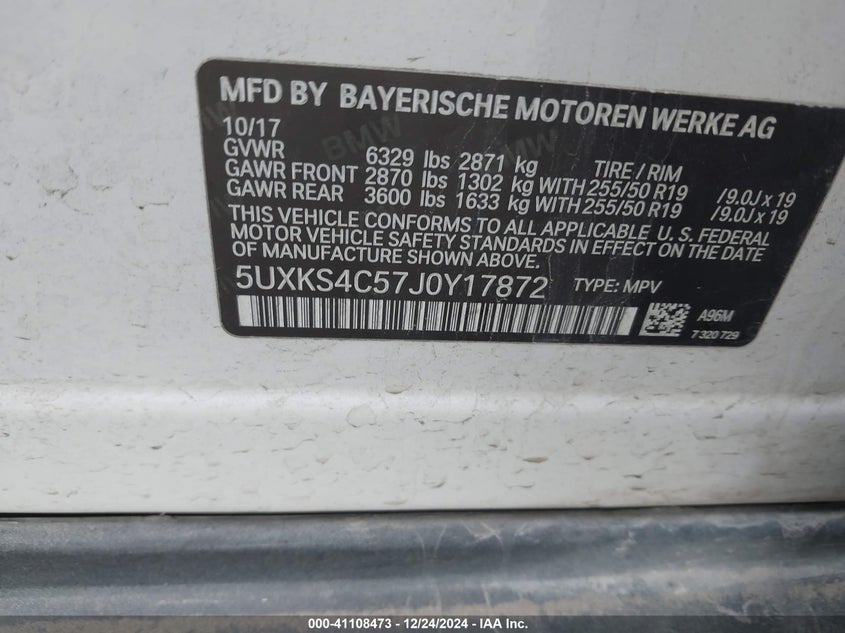 MFD BY BAYERISCHE MOTOREN WERKE AG
10/17
GVWR 6329 lbs 2871 kg TIRE / RIM
GAWR FRONT 2870 lbs 1302 kg WITH 255/50 R19 /9.0J x 19
GAWR REAR 3600 lbs 1633 kg WITH 255/50 R19 /9.0J x 19
THIS VEHICLE CONFORMS TO ALL APPLICABLE U. S. FEDERAL
MOTOR VEHICLE SAFETY STANDARDS IN EFFECT ON THE DATE
OF MANUFACTURE SHOWN ABOVE.
5UXKS4C57J0Y17872 TYPE: MPV
A96M
7 320 729
000-41108473 - 12/24/2024 - IAA Inc.